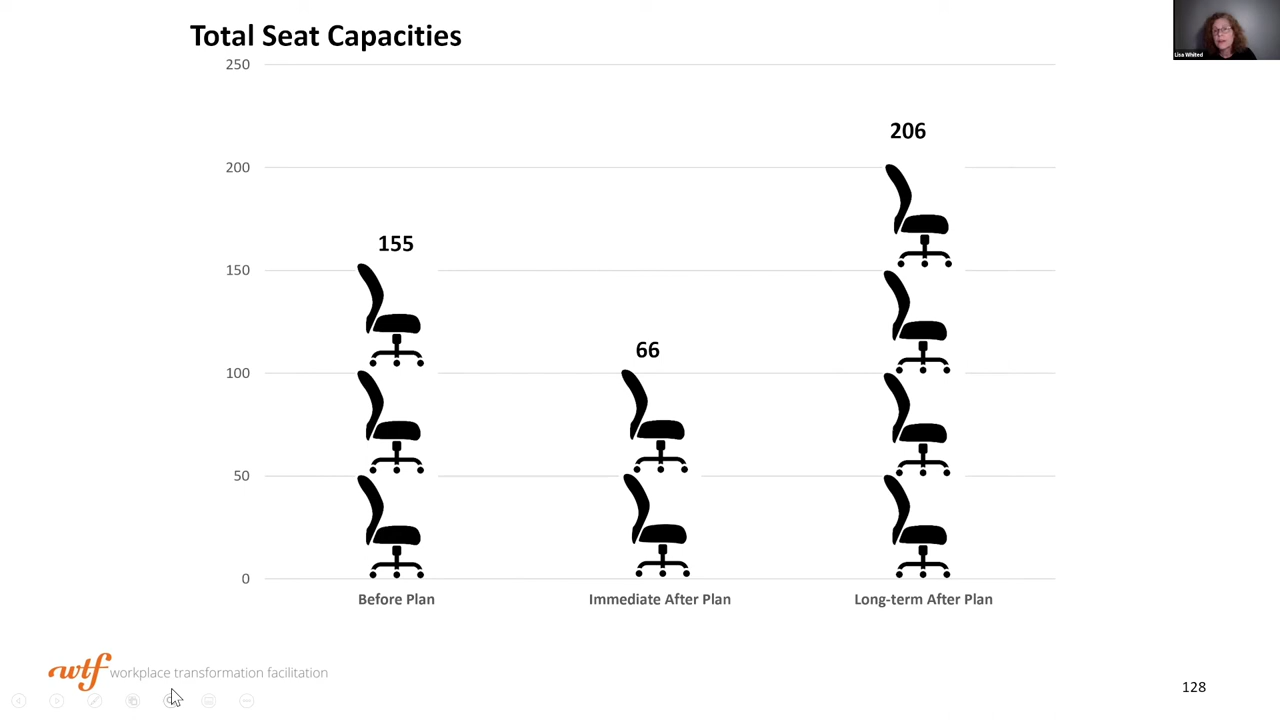 Total Seat Capacities
Lisa Whited
250
200
150
100
50
0
155
66
206
Before Plan
Immediate After Plan
Long-term After Plan
wtf workplace transformation facilitation
128